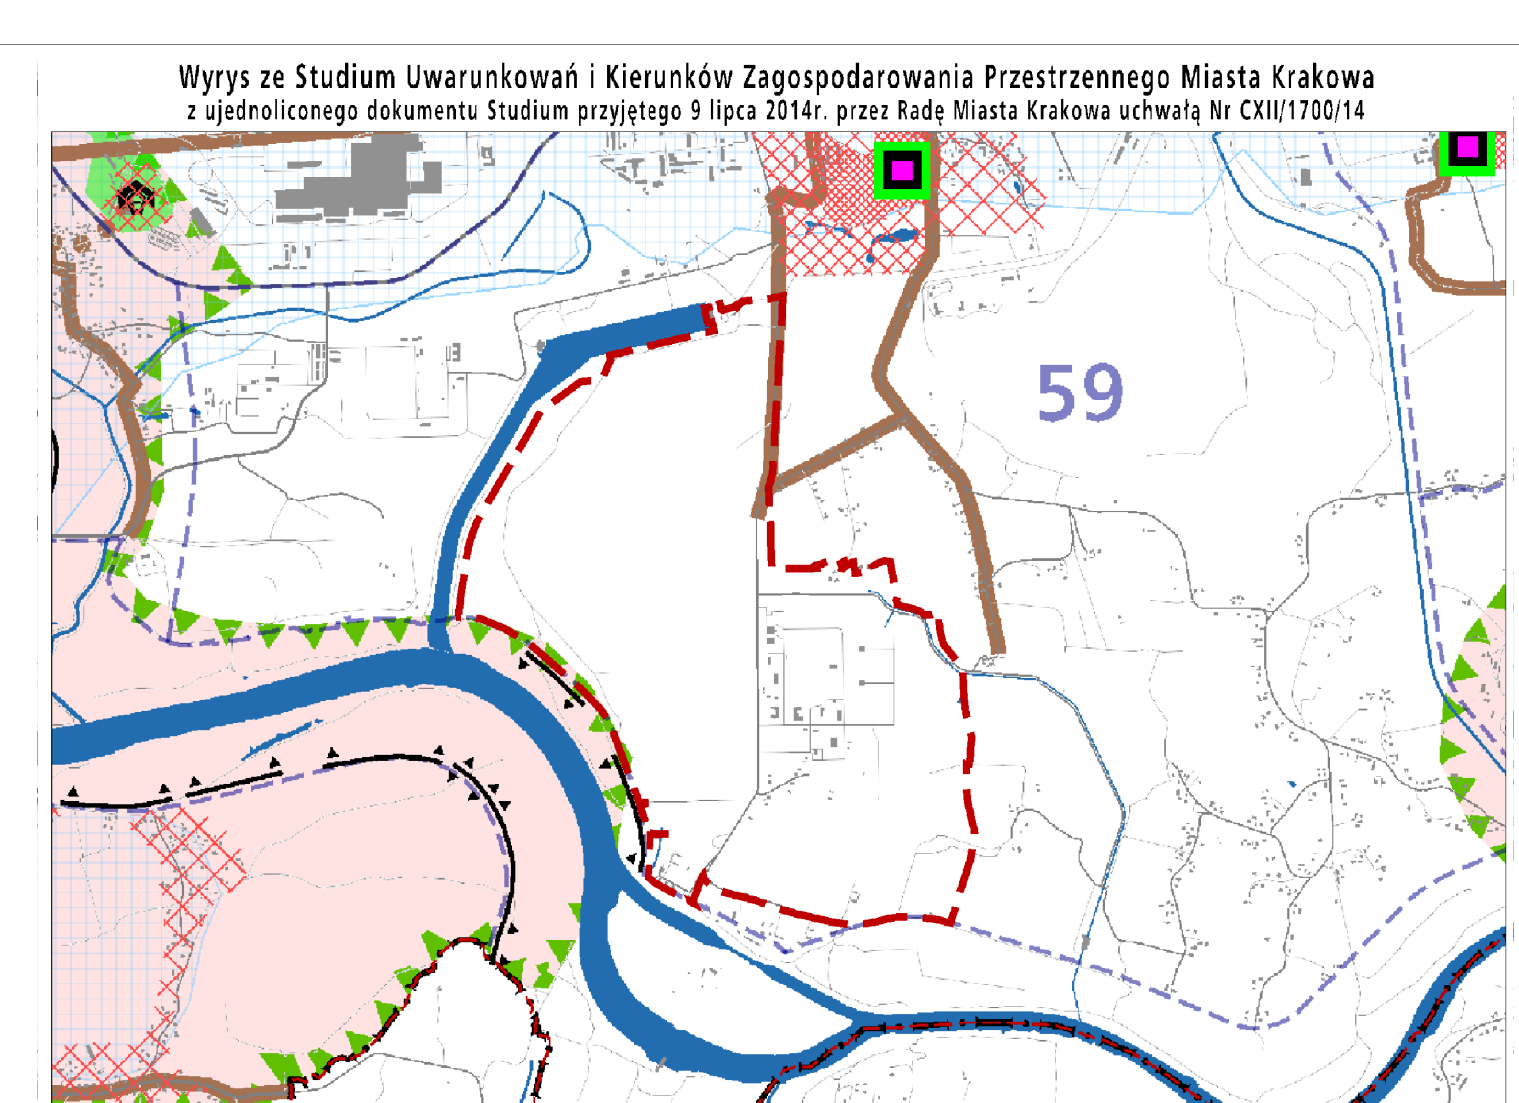 Wyrys ze Studium Uwarunkowań i Kierunków Zagospodarowania Przestrzennego Miasta Krakowa
z ujednoliconego dokumentu Studium przyjętego 9 lipca 2014r. przez Radę Miasta Krakowa uchwałą Nr CXII/1700/14
59